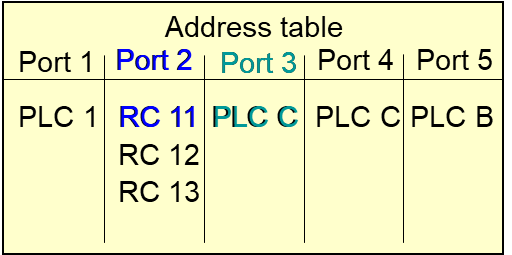 Address table
Port 1 Port 2 Port 3 Port 4 Port 5
PLC 1 RC 11 PLC C PLC C PLC B
RC 12
RC 13